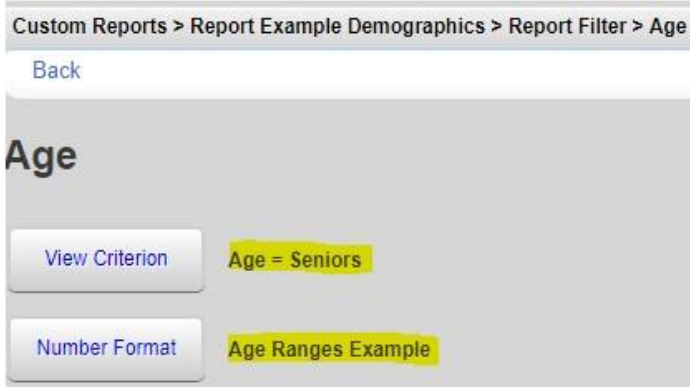 Custom Reports > Report Example Demographics > Report Filter > Age
Back
Age
View Criterion Age = Seniors
Number Format Age Ranges Example